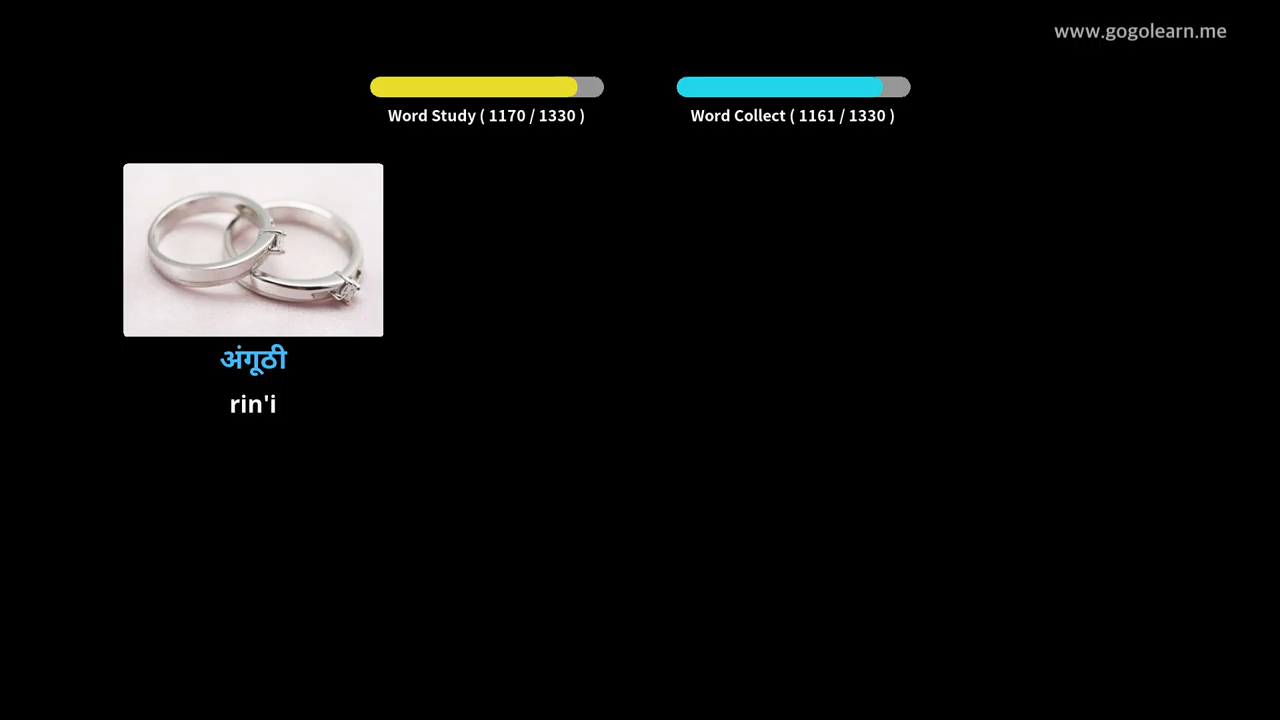 www.gogolearn.me
Word Study ( 1170 / 1330 )
Word Collect ( 1161 / 1330 )
अंगूठी
rin'i